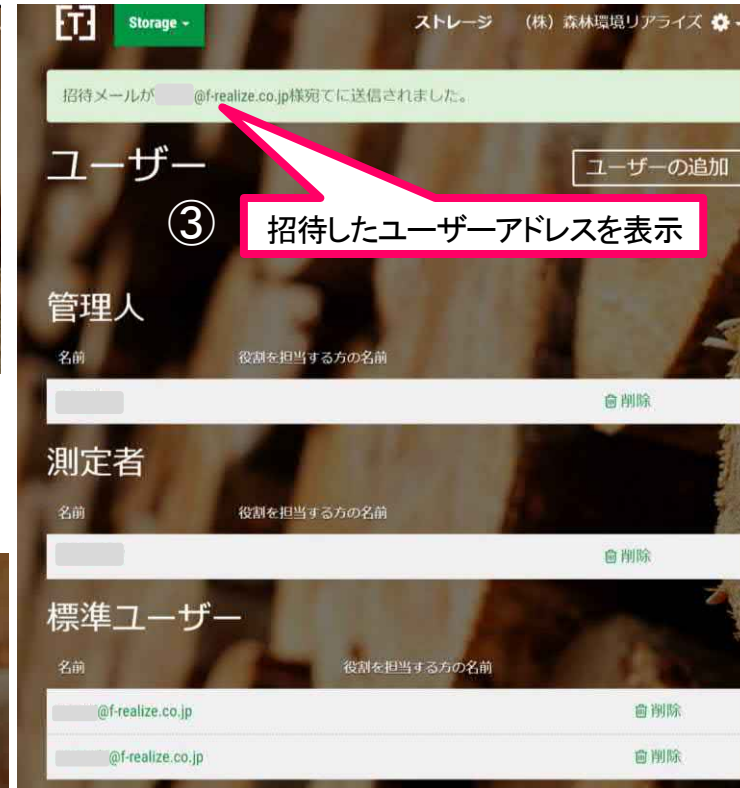 [T] Storage ストレージ (株) 森林環境リアライズ
招待メールが @f-realize.co.jp様宛てに送信されました。
ユーザー
ユーザーの追加
③ 招待したユーザーアドレスを表示
管理人
名前 役割を担当する方の名前
削除
測定者
名前 役割を担当する方の名前
削除
標準ユーザー
名前 役割を担当する方の名前
@f-realize.co.jp 削除
@f-realize.co.jp 削除